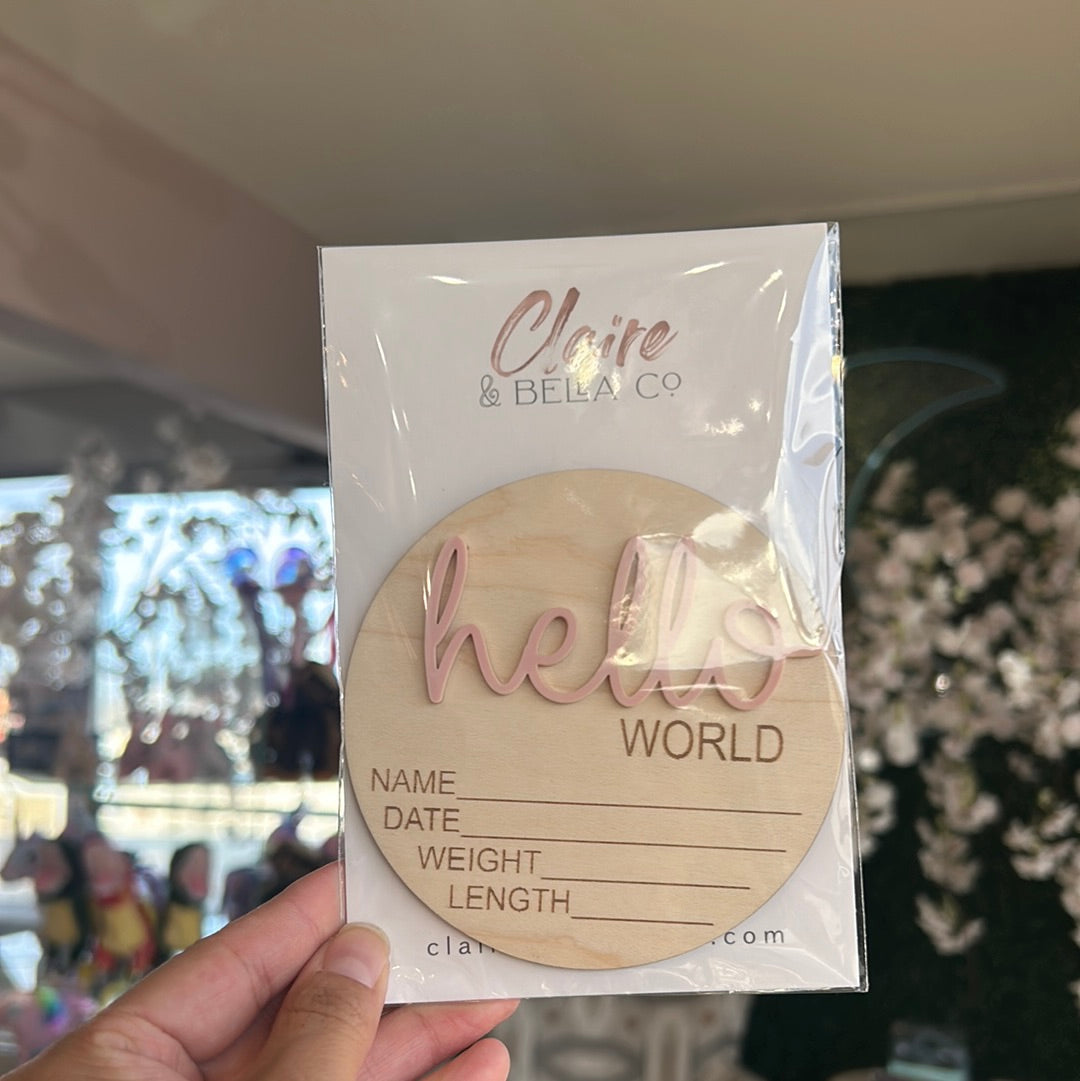 Claire
& BELLA CO
hello
WORLD
NAME
DATE
WEIGHT
LENGTH
.com